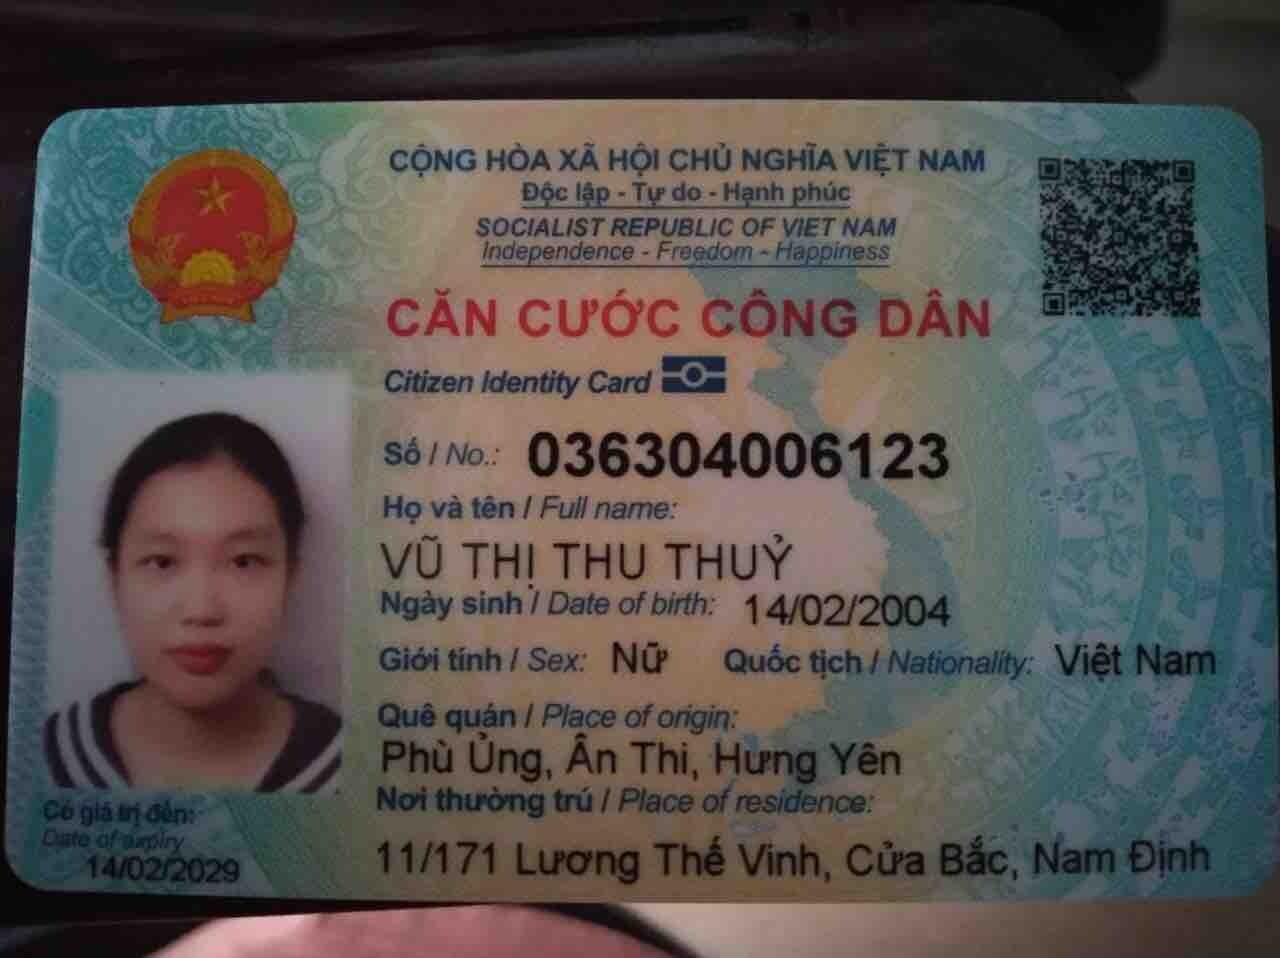 CỘNG HÒA XÃ HỘI CHỦ NGHĨA VIỆT NAM
Độc lập - Tự do - Hạnh phúc
SOCIALIST REPUBLIC OF VIET NAM
Independence - Freedom - Happiness
CĂN CƯỚC CÔNG DÂN
Citizen Identity Card
Số / No.: 036304006123
Họ và tên / Full name:
VŨ THỊ THU THUỶ
Ngày sinh / Date of birth: 14/02/2004
Giới tính / Sex: Nữ Quốc tịch / Nationality: Việt Nam
Quê quán / Place of origin:
Phù Ủng, Ân Thi, Hưng Yên
Nơi thường trú / Place of residence:
11/171 Lương Thế Vinh, Cửa Bắc, Nam Định
Có giá trị đến:
Date of expiry
14/02/2029